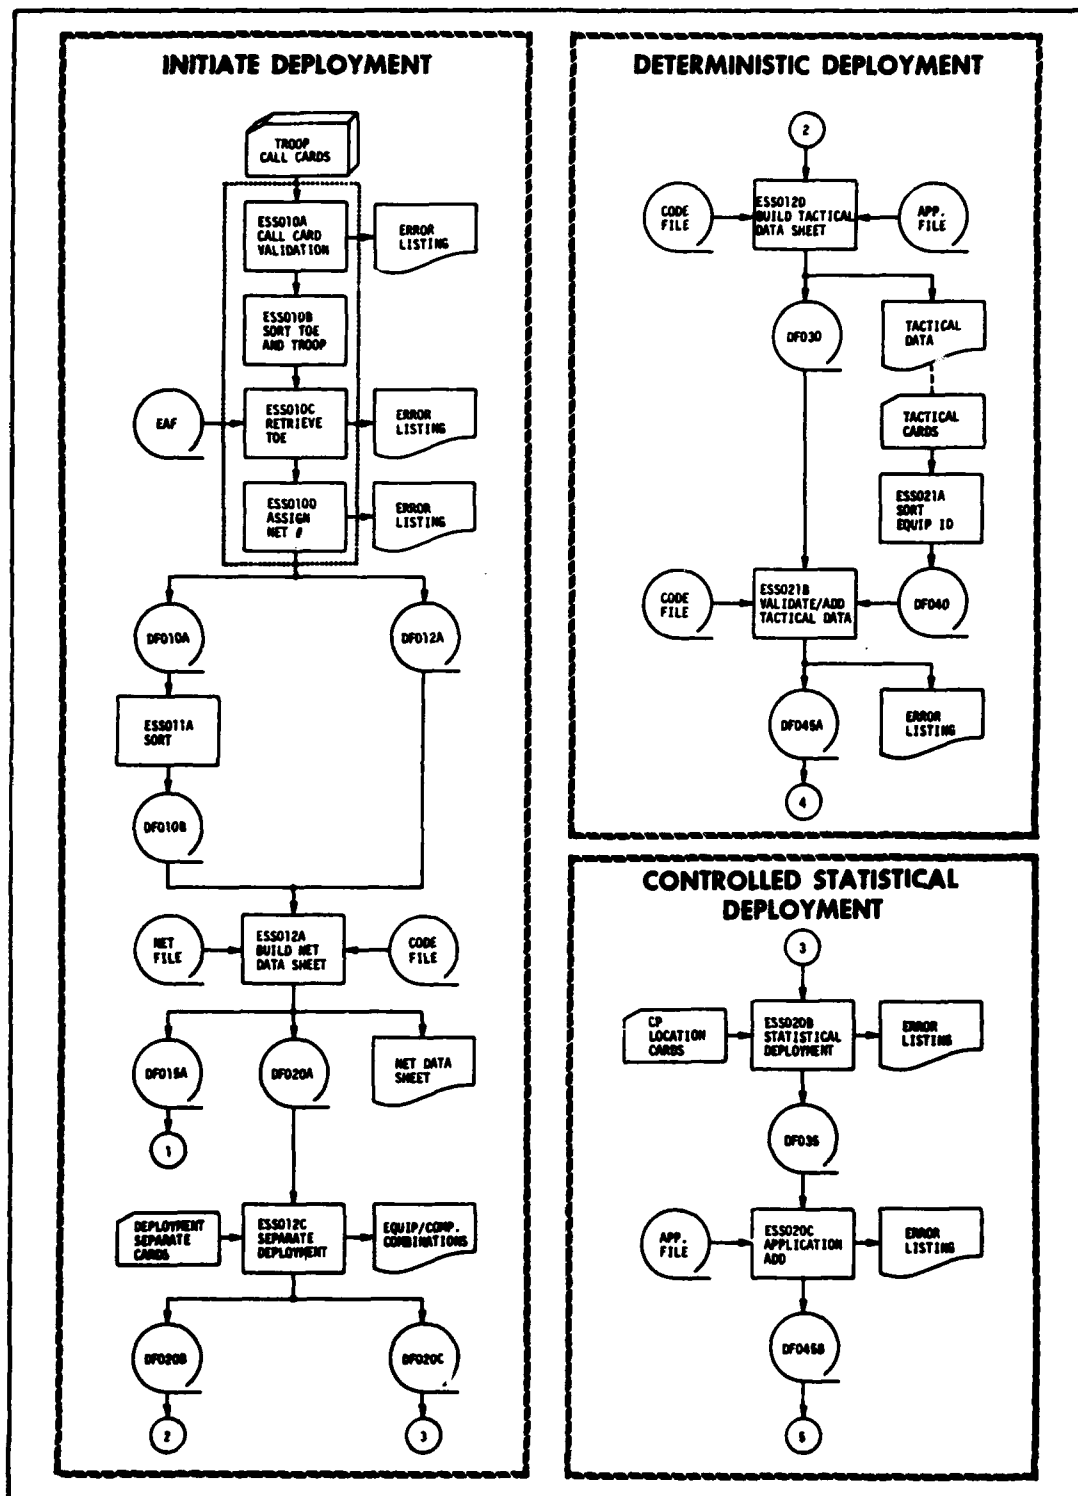 INITIATE DEPLOYMENT
TROOP
CALL CARDS
ESS010A
CALL CARD
VALIDATION
ERROR
LISTING
ESS010B
SORT TOE
AND TROOP
EAF
ESS010C
RETRIEVE
TOE
ERROR
LISTING
ESS010D
ASSIGN
NET #
ERROR
LISTING
DF010A
DF012A
ESS011A
SORT
DF010B
NET
FILE
ESS012A
BUILD NET
DATA SHEET
CODE
FILE
DF015A
DF020A
NET DATA
SHEET
1
DEPLOYMENT
SEPARATE
CARDS
ESS012C
SEPARATE
DEPLOYMENT
EQUIP/COMP.
COMBINATIONS
DF020B
DF020C
2
3
DETERMINISTIC DEPLOYMENT
2
CODE
FILE
ESS012D
BUILD TACTICAL
DATA SHEET
APP.
FILE
DF030
TACTICAL
DATA
TACTICAL
CARDS
ESS021A
SORT
EQUIP ID
CODE
FILE
ESS021B
VALIDATE/ADD
TACTICAL DATA
DF040
DF045A
ERROR
LISTING
4
CONTROLLED STATISTICAL
DEPLOYMENT
3
CP
LOCATION
CARDS
ESS020B
STATISTICAL
DEPLOYMENT
ERROR
LISTING
DF035
APP.
FILE
ESS020C
APPLICATION
ADD
ERROR
LISTING
DF045B
5